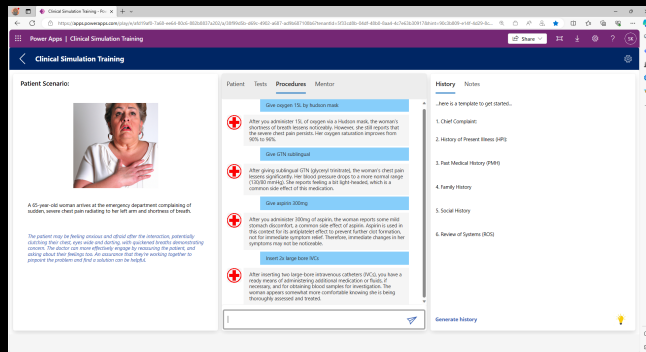 Clinical Simulation Training - Po
https://apps.powerapps.com/play/e/
Power Apps | Clinical Simulation Training
Share
SK
Clinical Simulation Training
Patient Scenario:
A 65-year-old woman arrives at the emergency department complaining of
sudden, severe chest pain radiating to her left arm and shortness of breath.
The patient may be feeling anxious and afraid after the interaction, potentially
clutching their chest, eyes wide and darting, with quickened breaths demonstrating
concern. The doctor can more effectively engage by reassuring the patient, and
asking about their feelings too. An assurance that they're working together to
pinpoint the problem and find a solution can be helpful.
Patient Tests Procedures Mentor
Give oxygen 15L by hudson mask
After you administer 15L of oxygen via a Hudson mask, the woman's
shortness of breath lessens noticeably. However, she still reports that
the severe chest pain persists. Her oxygen saturation improves from
90% to 96%.
Give GTN sublingual
After giving sublingual GTN (glyceryl trinitrate), the woman's chest pain
lessens significantly. Her blood pressure drops to a more normal range
(130/80 mmHg). She reports feeling a bit light-headed, which is a
common side effect of this medication.
Give aspirin 300mg
After you administer 300mg of aspirin, the woman reports some mild
stomach discomfort, a common side effect of aspirin. Aspirin is used in
this context for its antiplatelet effect to prevent further clot formation,
not for immediate symptom relief. Therefore, immediate changes in her
symptoms may not be noticeable.
Insert 2x large bore IVCs
After inserting two large-bore intravenous catheters (IVCs), you have a
ready means of administering additional medication or fluids, if
necessary, and for obtaining blood samples for investigation. The
woman appears somewhat more comfortable knowing she is being
thoroughly assessed and treated.
History Notes
...here is a template to get started...
1. Chief Complaint:
2. History of Present Illness (HPI):
3. Past Medical History (PMH):
4. Family History:
5. Social History:
6. Review of Systems (ROS)
Generate history